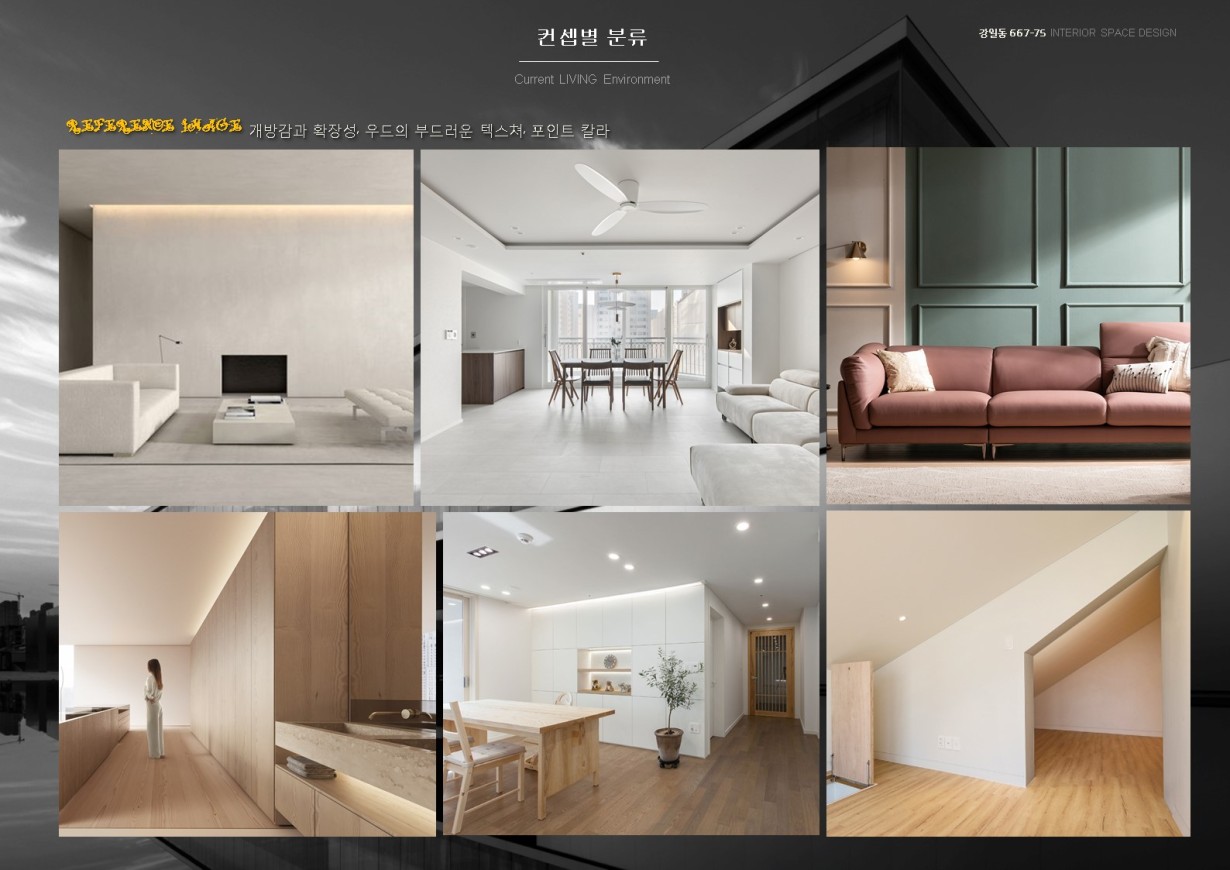 컨셉별 분류
강일동 667-75 INTERIOR SPACE DESIGN
Current LIVING Environment
REFERENCE IMAGE 개방감과 확장성, 우드의 부드러운 텍스쳐, 포인트 칼라